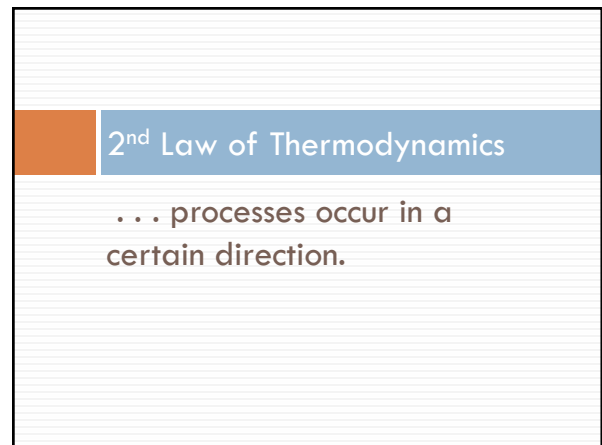 2nd Law of Thermodynamics
. . . processes occur in a
certain direction.